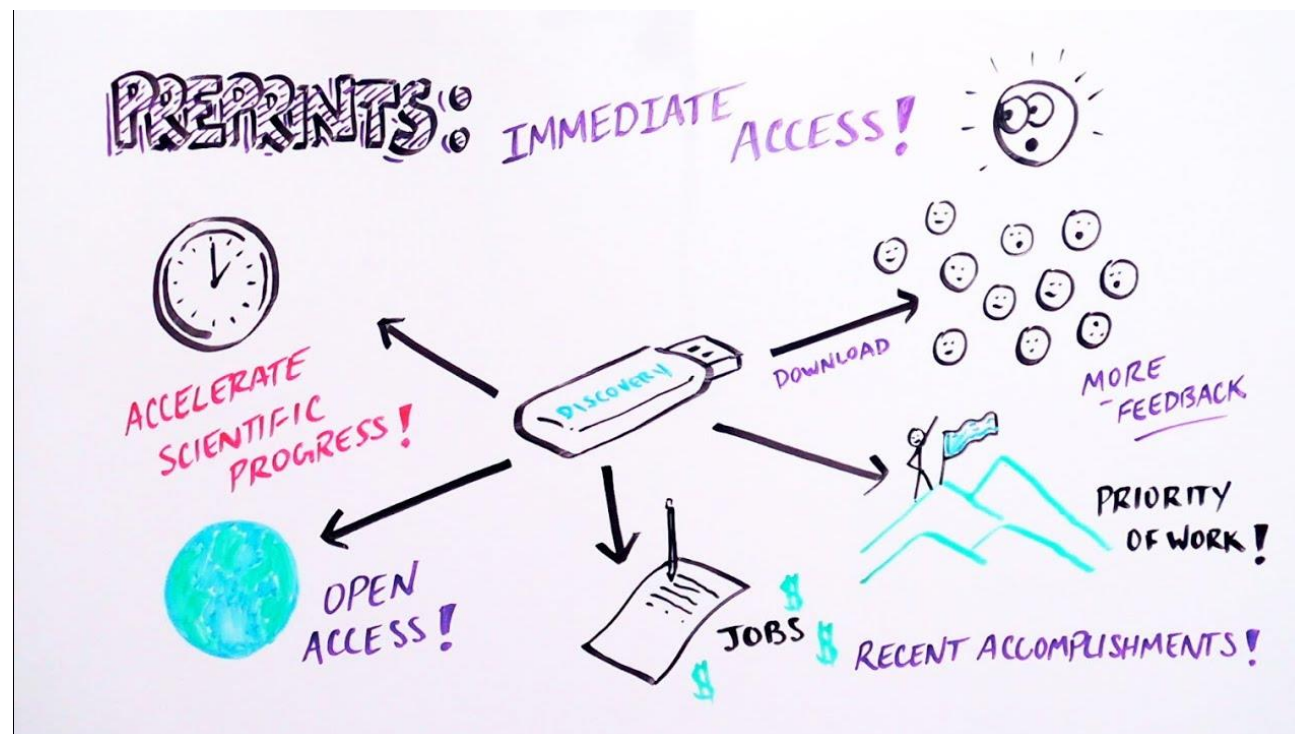 PREPRINTS:
IMMEDIATE
ACCESS!
ACCELERATE
SCIENTIFIC
PROGRESS!
DISCOVERY
DOWNLOAD
MORE
FEEDBACK
PRIORITY
OF WORK!
OPEN
ACCESS!
JOBS
$
$
$
RECENT ACCOMPLISHMENTS!